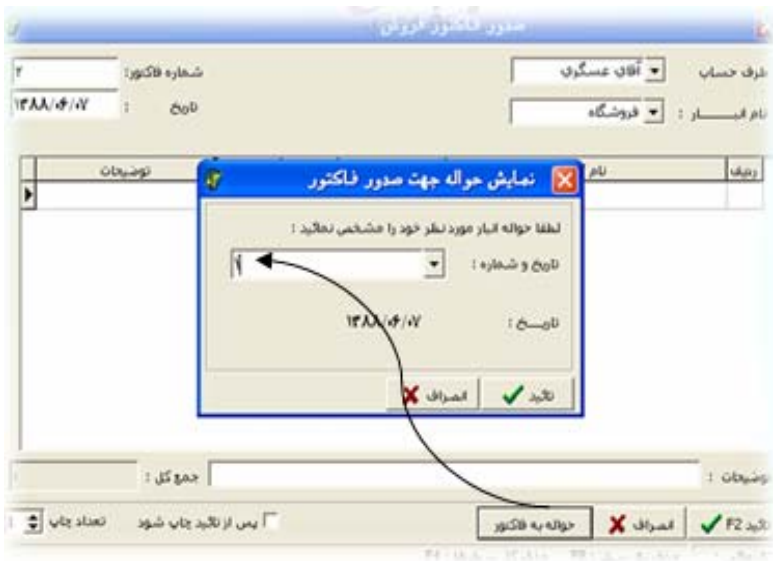 صدور فاکتور فروش
طرف حساب آقای عسگری شماره فاکتور: ۲
نام انبار : فروشگاه تاریخ : ۱۳۸۸/۰۶/۰۷
ردیف نام توضیحات
نمایش حواله جهت صدور فاکتور
لطفا حواله انبار مورد نظر خود را مشخص نمائید :
تاریخ و شماره : ۱
تاریخ : ۱۳۸۸/۰۶/۰۷
تائید انصراف
توضیحات : جمع کل :
تائید F2 انصراف حواله به فاکتور پس از تائید چاپ شود تعداد چاپ